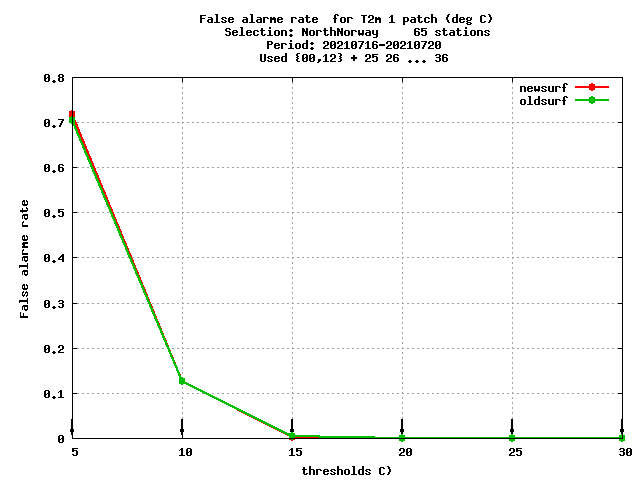 False alarme rate  for T2m 1 patch (deg C)
Selection: NorthNorway     65 stations
Period: 20210716-20210720
Used {00,12} + 25 26 ... 36
newsurf
oldsurf
0.8
0.7
0.6
0.5
0.4
0.3
0.2
0.1
0
False alarme rate
5 10 15 20 25 30
thresholds C)